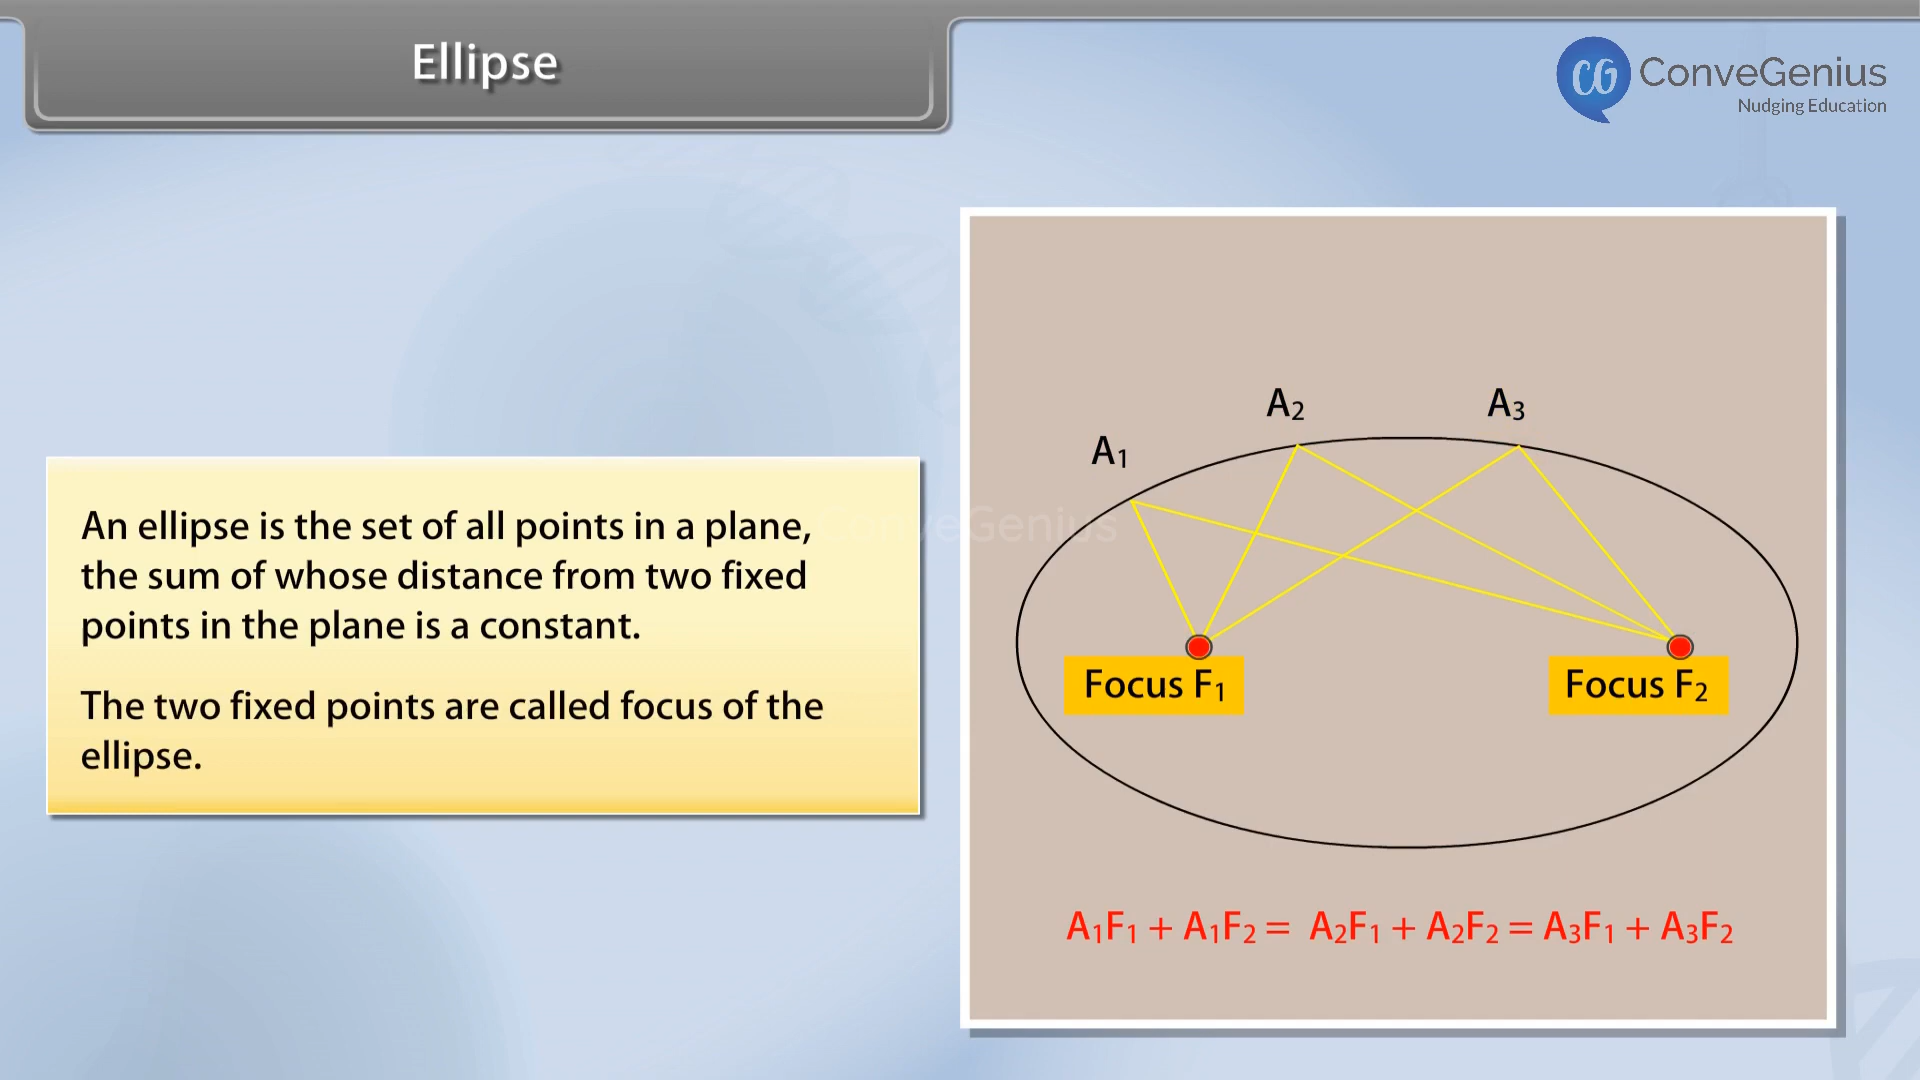 Ellipse
CG ConveGenius
Nudging Education
An ellipse is the set of all points in a plane,
the sum of whose distance from two fixed
points in the plane is a constant.
The two fixed points are called focus of the
ellipse.
ConveGenius
A₁
A₂
A₃
Focus F₁
Focus F₂
A₁F₁ + A₁F₂ = A₂F₁ + A₂F₂ = A₃F₁ + A₃F₂